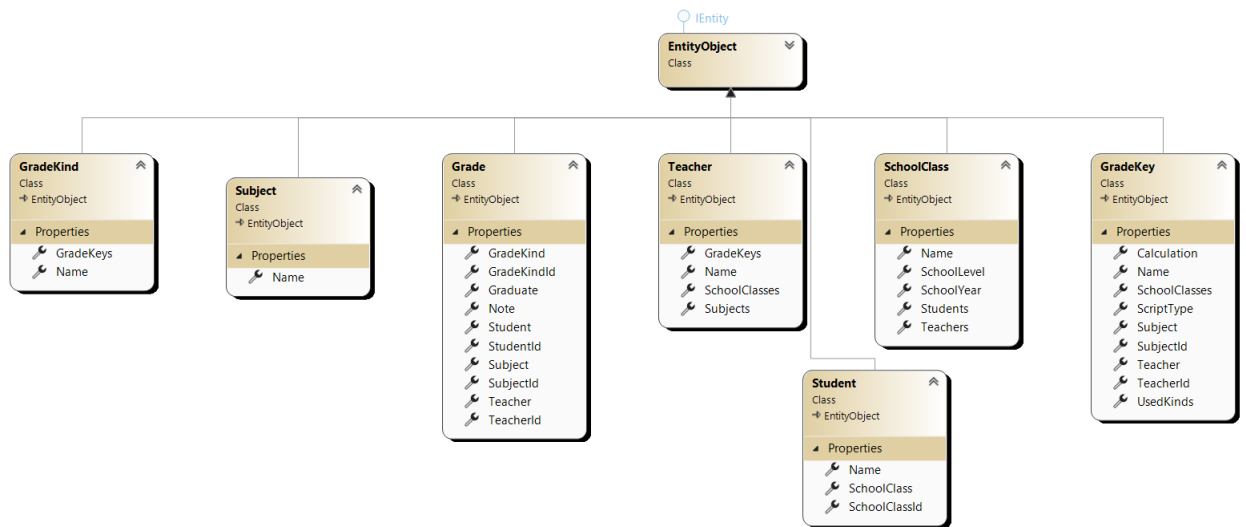 IEntity
EntityObject
Class
GradeKind
Class
EntityObject
Properties
GradeKeys
Name
Subject
Class
EntityObject
Properties
Name
Grade
Class
EntityObject
Properties
GradeKind
GradeKindId
Graduate
Note
Student
StudentId
Subject
SubjectId
Teacher
TeacherId
Teacher
Class
EntityObject
Properties
GradeKeys
Name
SchoolClasses
Subjects
SchoolClass
Class
EntityObject
Properties
Name
SchoolLevel
SchoolYear
Students
Teachers
GradeKey
Class
EntityObject
Properties
Calculation
Name
SchoolClasses
ScriptType
Subject
SubjectId
Teacher
TeacherId
UsedKinds
Student
Class
EntityObject
Properties
Name
SchoolClass
SchoolClassId